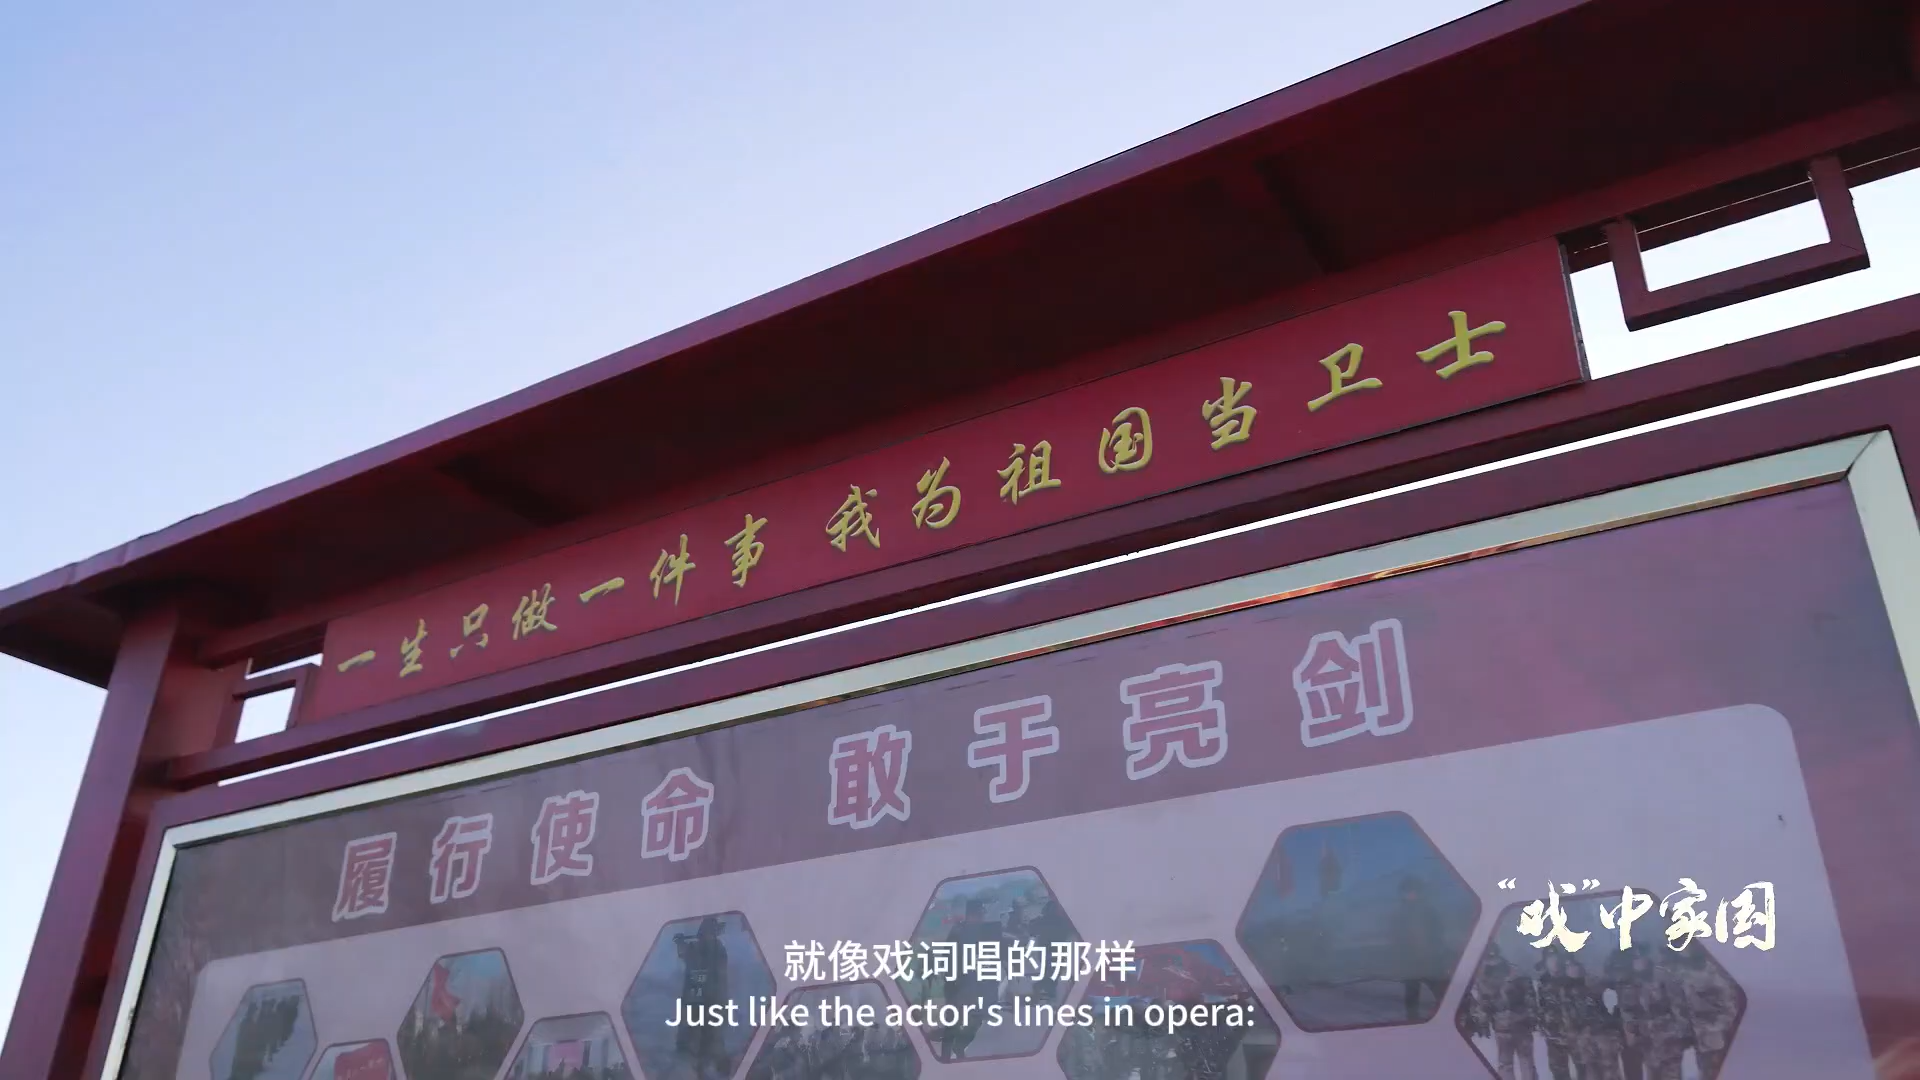 一生只做一件事 我为祖国当卫士
履行使命 敢于亮剑
“戏”中家国
就像戏词唱的那样
Just like the actor's lines in opera: